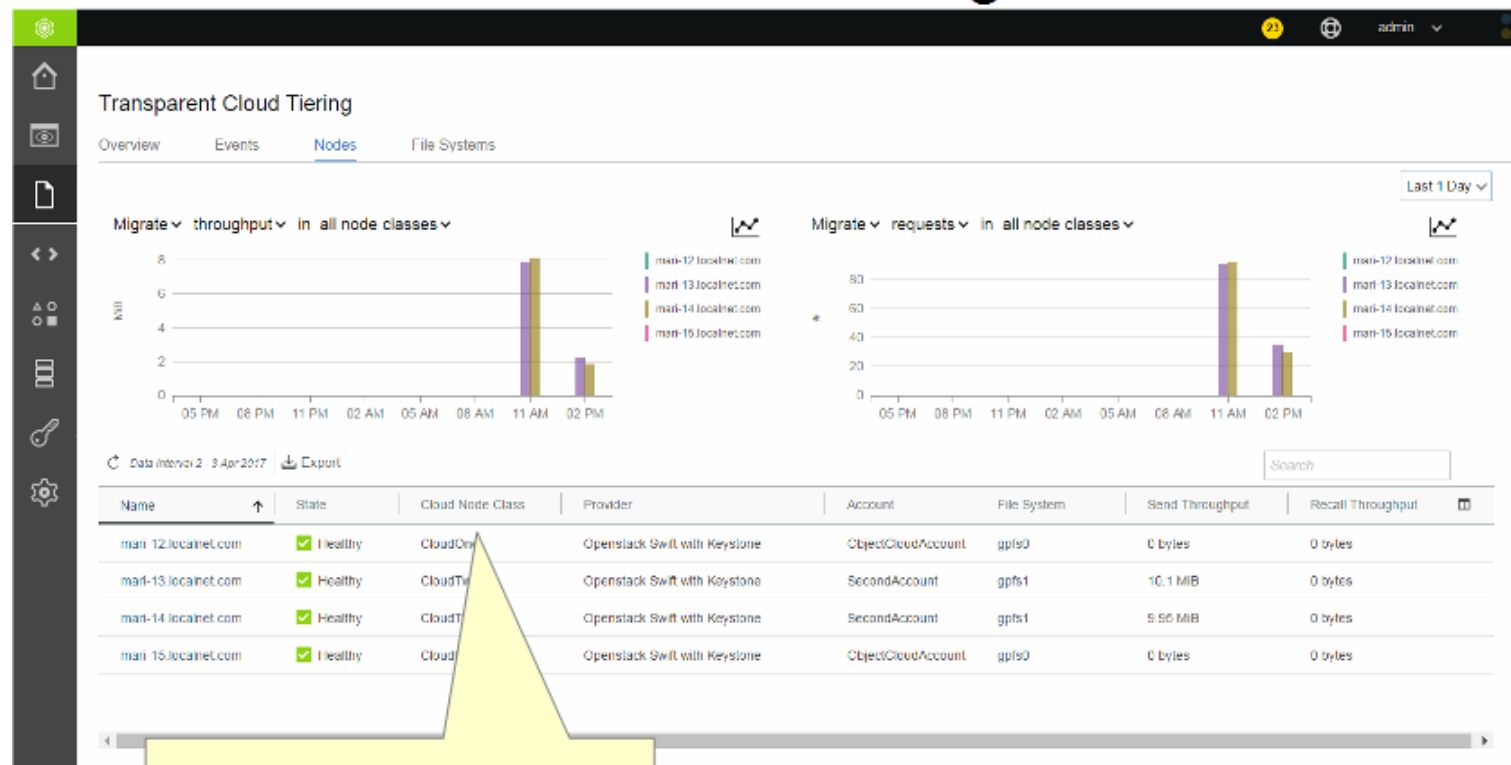 23 admin
Transparent Cloud Tiering
Overview Events Nodes File Systems
Last 1 Day
Migrate throughput in all node classes
Migrate requests in all node classes
8
6
4
2
0
MiB
05 PM 08 PM 11 PM 02 AM 05 AM 08 AM 11 AM 02 PM
mari-12.localnet.com
mari-13.localnet.com
mari-14.localnet.com
mari-15.localnet.com
80
60
40
20
0
#
05 PM 08 PM 11 PM 02 AM 05 AM 08 AM 11 AM 02 PM
mari-12.localnet.com
mari-13.localnet.com
mari-14.localnet.com
mari-15.localnet.com
Data Interval 2 - 3 Apr 2017 Export
Search
Name State Cloud Node Class Provider Account File System Send Throughput Recall Throughput
mari-12.localnet.com Healthy Openstack Swift with Keystone ObjectCloudAccount gpfs0 0 bytes 0 bytes
mari-13.localnet.com Healthy Openstack Swift with Keystone SecondAccount gpfs1 10.1 MiB 0 bytes
mari-14.localnet.com Healthy Openstack Swift with Keystone SecondAccount gpfs1 9.95 MiB 0 bytes
mari-15.localnet.com Healthy Openstack Swift with Keystone ObjectCloudAccount gpfs0 0 bytes 0 bytes